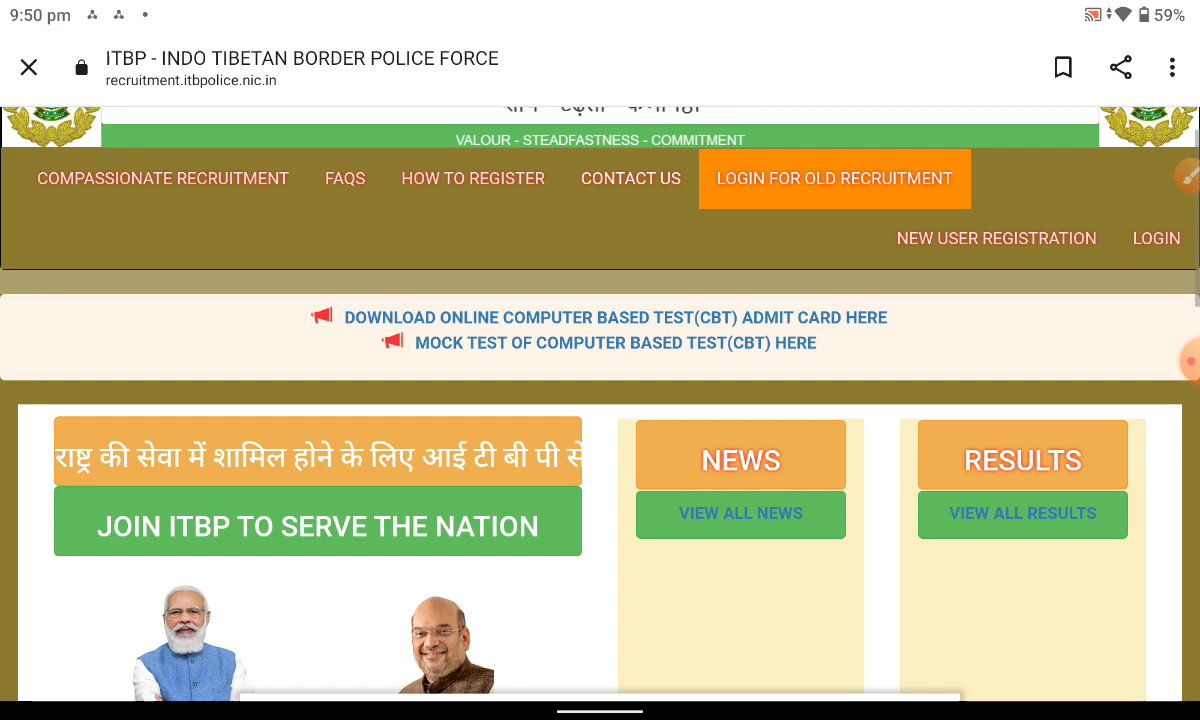 9:50 pm
59%
ITBP - INDO TIBETAN BORDER POLICE FORCE
recruitment.itbpolice.nic.in
VALOUR - STEADFASTNESS - COMMITMENT
COMPASSIONATE RECRUITMENT FAQS HOW TO REGISTER CONTACT US LOGIN FOR OLD RECRUITMENT
NEW USER REGISTRATION LOGIN
DOWNLOAD ONLINE COMPUTER BASED TEST(CBT) ADMIT CARD HERE
MOCK TEST OF COMPUTER BASED TEST(CBT) HERE
राष्ट्र की सेवा में शामिल होने के लिए आई टी बी पी से
JOIN ITBP TO SERVE THE NATION
NEWS
VIEW ALL NEWS
RESULTS
VIEW ALL RESULTS